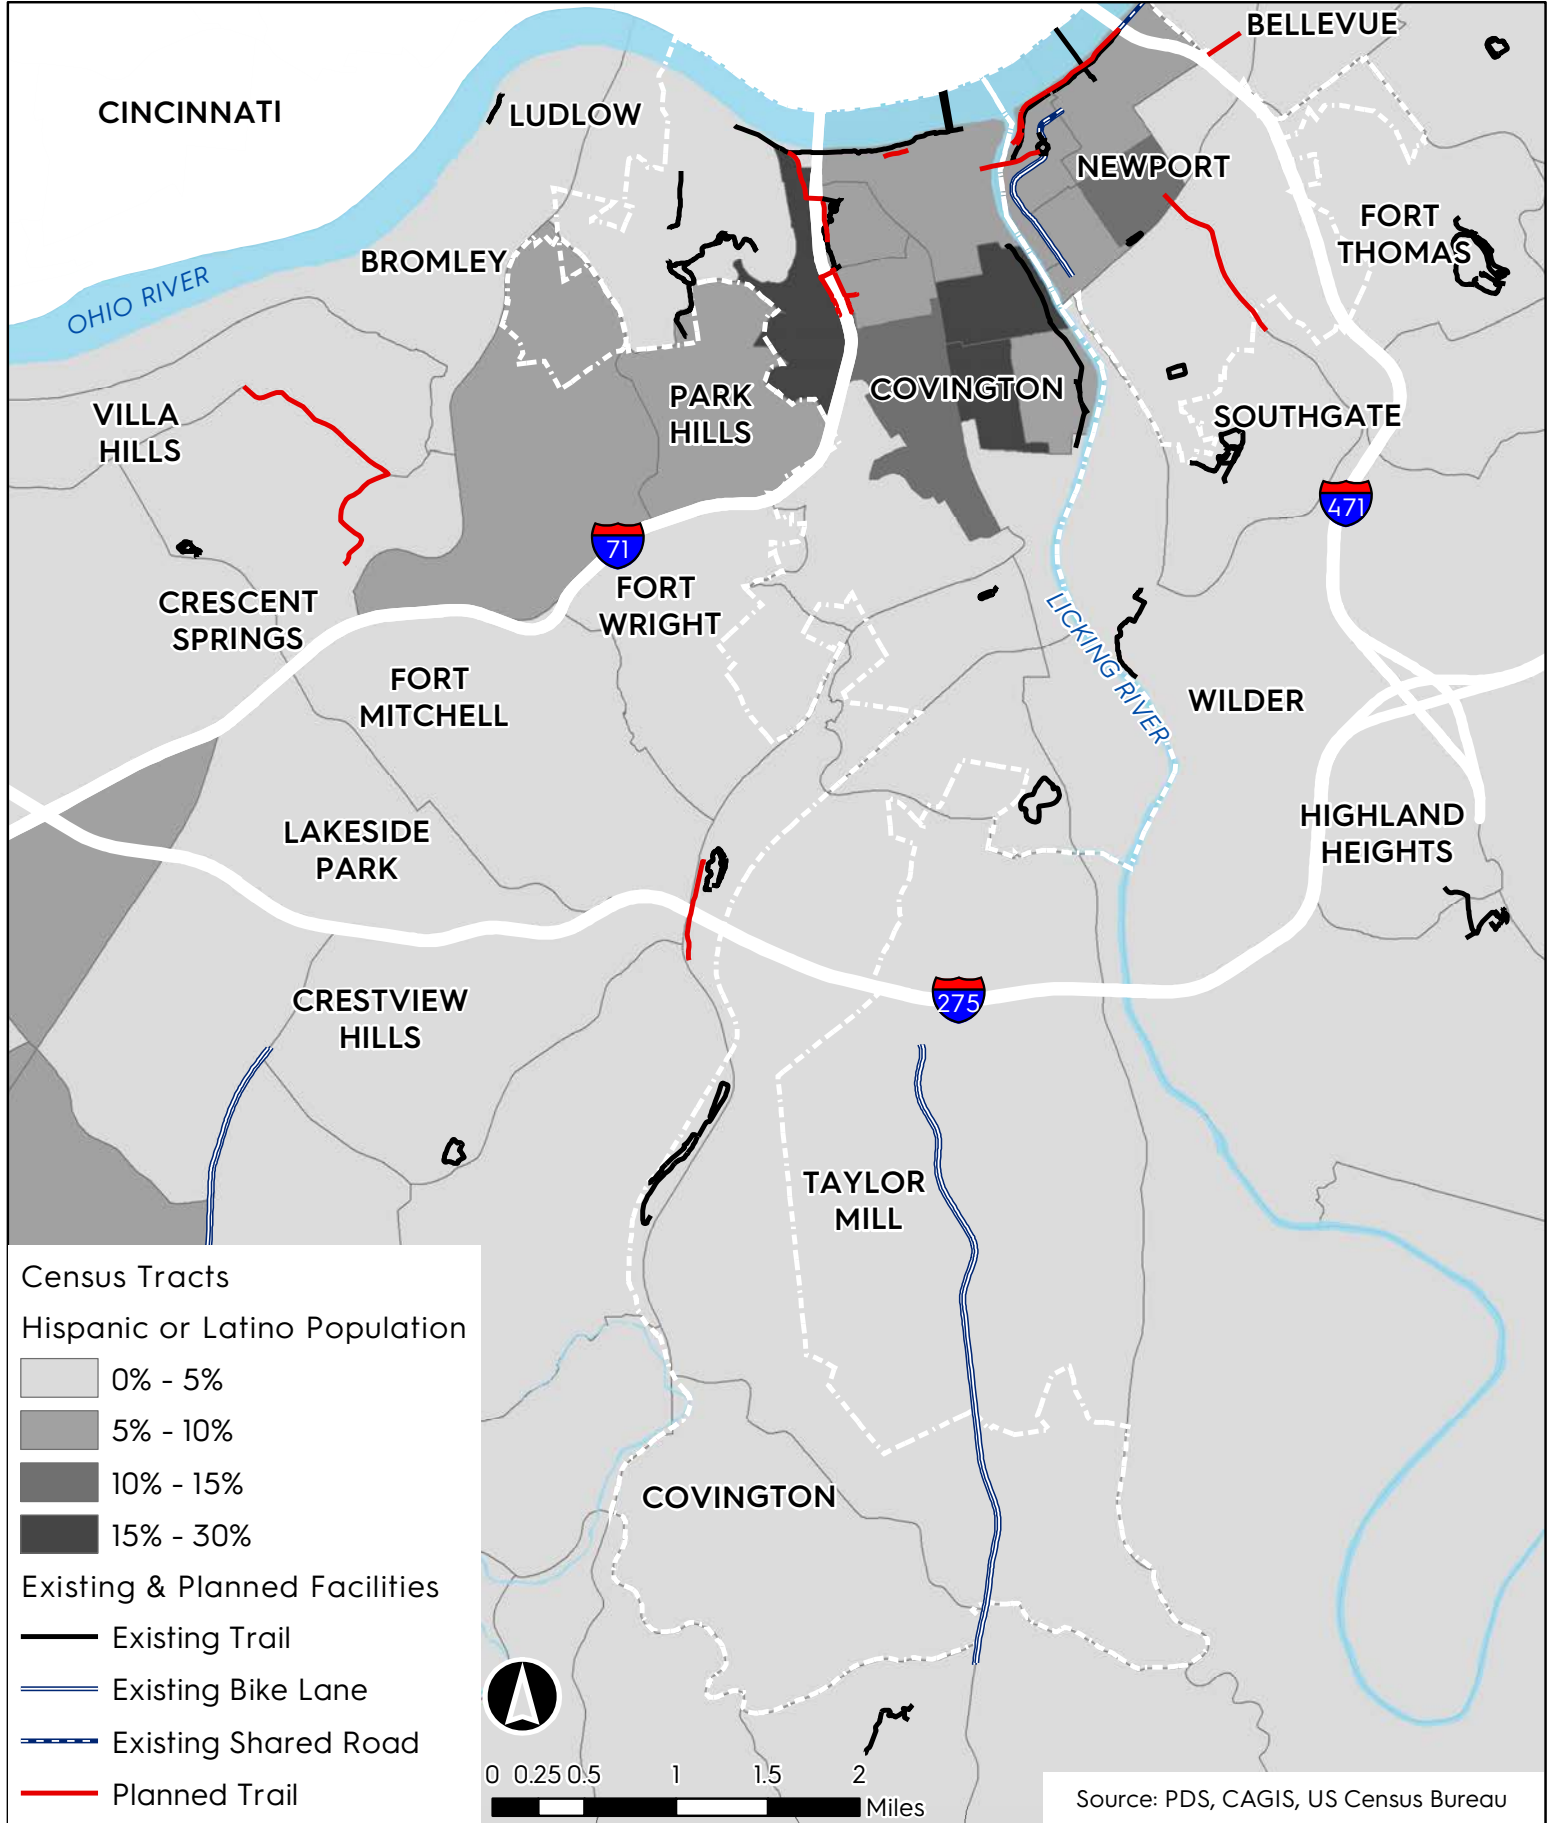 BELLEVUE
CINCINNATI
LUDLOW
NEWPORT
FORT
THOMAS
BROMLEY
OHIO RIVER
PARK
HILLS
COVINGTON
VILLA
HILLS
SOUTHGATE
471
71
CRESCENT
SPRINGS
FORT
WRIGHT
LICKING RIVER
FORT
MITCHELL
WILDER
LAKESIDE
PARK
HIGHLAND
HEIGHTS
CRESTVIEW
HILLS
275
TAYLOR
MILL
COVINGTON
Census Tracts
Hispanic or Latino Population
0% - 5%
5% - 10%
10% - 15%
15% - 30%
Existing & Planned Facilities
Existing Trail
Existing Bike Lane
Existing Shared Road
Planned Trail
0 0.25 0.5 1 1.5 2
Miles
Source: PDS, CAGIS, US Census Bureau